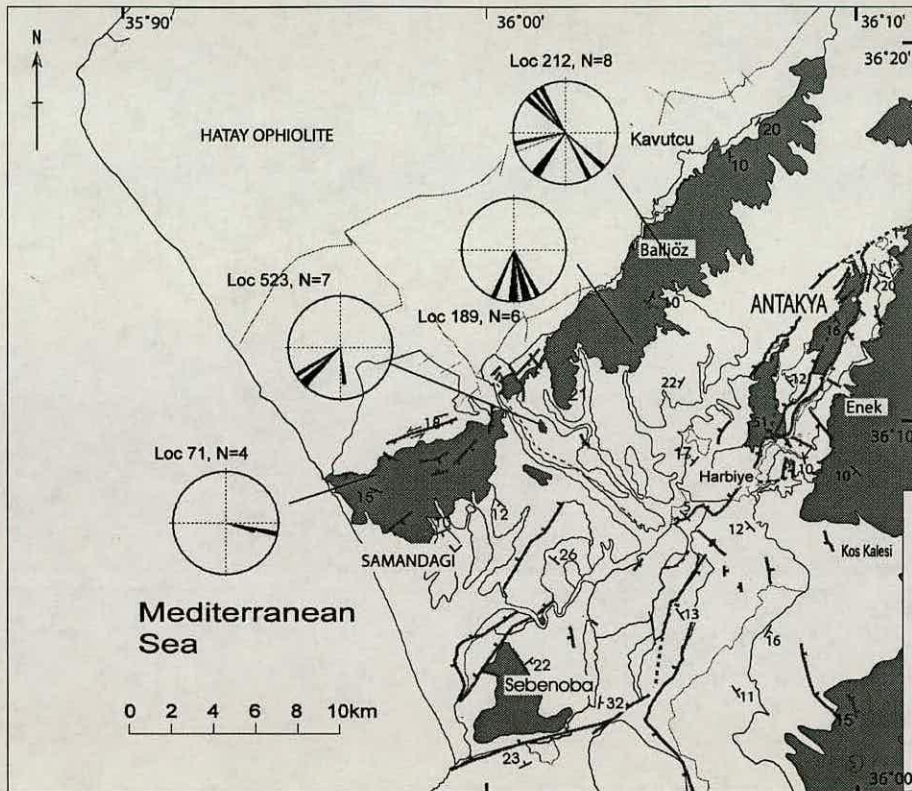 35°90'
36°00'
36°10'
36°20'
N
Loc 212, N=8
HATAY OPHIOLITE
Kavutcu
20
10
Ballıöz
Loc 523, N=7
Loc 189, N=6
10
ANTAKYA
20
16
22
12
Enek
18
51
36°10'
17
Loc 71, N=4
Harbiye
10
10
15
12
12
SAMANDAGI
26
Kos Kalesi
Mediterranean
Sea
13
16
22
Sebenoba
11
0 2 4 6 8 10km
32
15
23
36°00'